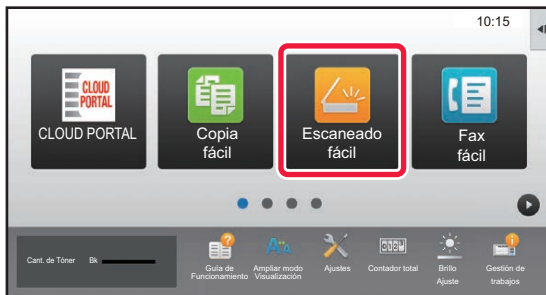 10:15
CLOUD
PORTAL
CLOUD PORTAL
Copia
fácil
Escaneado
fácil
Fax
fácil
Cant. de Tóner Bk
Guía de
Funcionamiento
Ampliar modo
Visualización
Ajustes
Contador total
Brillo
Ajuste
Gestión de
trabajos